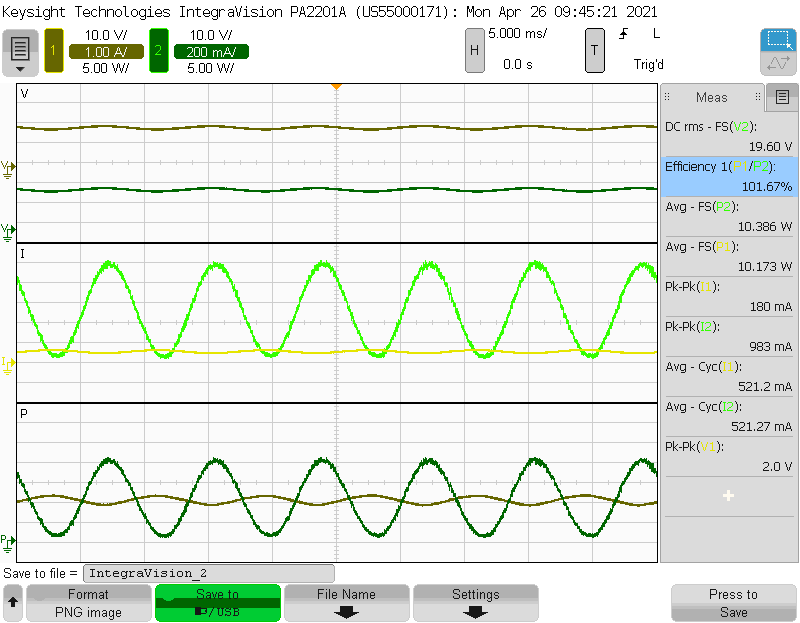 Keysight Technologies IntegraVision PA2201A (US55000171): Mon Apr 26 09:45:21 2021
1 10.0 V/ 2 10.0 V/ H 5.000 ms/ T L
1.00 A/ 200 mA/
5.00 W/ 5.00 W/ 0.0 s Trig'd
V
V
V
I
I
P
P
Meas
DC rms - FS(V2):
19.60 V
Efficiency 1(P1/P2):
101.67%
Avg - FS(P2):
10.386 W
Avg - FS(P1):
10.173 W
Pk-Pk(I1):
180 mA
Pk-Pk(I2):
983 mA
Avg - Cyc(I1):
521.2 mA
Avg - Cyc(I2):
521.27 mA
Pk-Pk(V1):
2.0 V
Save to file = IntegraVision_2
Format
PNG image
Save to
/USB
File Name
Settings
Press to
Save